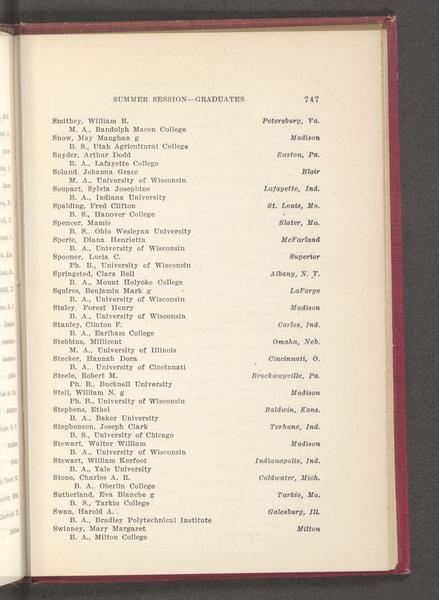 SUMMER SESSION—GRADUATES 747
Smithey, William R. Petersburg, Va.
M. A., Randolph Macon College
Snow, May Manghan g Madison
B. S., Utah Agricultural College
Snyder, Arthur Dodd Easton, Pa.
B. A., Lafayette College
Soland, Johanna Grace Blair
M. A., University of Wisconsin
Soupart, Sylvia Josephine Lafayette, Ind.
B. A., Indiana University
Spalding, Fred Clifton St. Louis, Mo.
B. S., Hanover College
Spencer, Mamie Slater, Mo.
B. S., Ohio Wesleyan University
Sperle, Diana Henrietta McFarland
B. A., University of Wisconsin
Spooner, Lucia C. Superior
Ph. B., University of Wisconsin
Springsted, Clara Bell Albany, N. Y.
B. A., Mount Holyoke College
Squires, Benjamin Mark g LaFarge
B. A., University of Wisconsin
Staley, Forest Henry Madison
B. A., University of Wisconsin
Stanley, Clinton F. Carlos, Ind.
B. A., Earlham College
Stebbins, Millicent Omaha, Neb.
M. A., University of Illinois
Stecker, Hannah Dora Cincinnati, O.
B. A. University of Cincinnati
Steele, Robert M. Brockwayville, Pa.
Ph. B., Bucknell University
Steil, William N. g Madison
Ph. B., University of Wisconsin
Stephens, Ethel Baldwin, Kans.
B. A., Baker University
Stephenson, Joseph Clark Terhune, Ind.
B. S., University of Chicago
Stewart, Walter William Madison
B. A., University of Wisconsin
Stewart, William Kerfoot Indianapolis, Ind.
B. A., Yale University
Stone, Charles A. R. Coldwater, Mich.
B. A., Oberlin College
Sutherland, Eva Blanche g Tarkio, Mo.
B. S., Tarkio College
Swan, Harold A. Galesburg, Ill.
B. A., Bradley Polytechnic Institute
Swinney, Mary Margaret Milton
B. A., Milton College